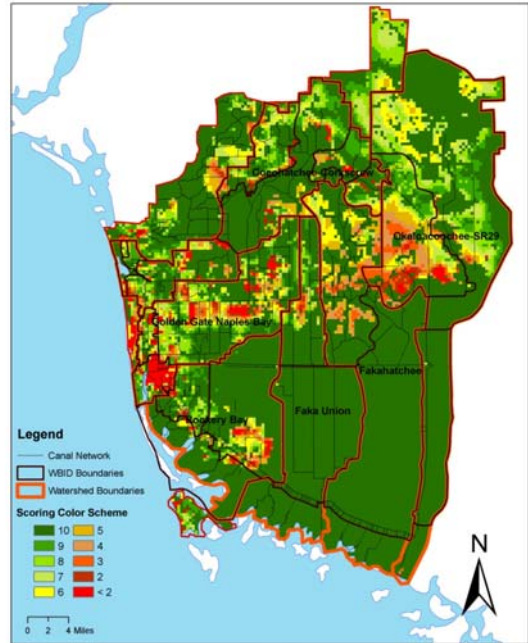 Cocohatchee-Corkscrew
Okaloacoochee-SR29
Golden Gate Naples Bay
Fakahatchee
Faka Union
Rookery Bay
Legend
Canal Network
WBID Boundaries
Watershed Boundaries
Scoring Color Scheme
10 5
9 4
8 3
7 2
6 < 2
0 2 4 Miles
N